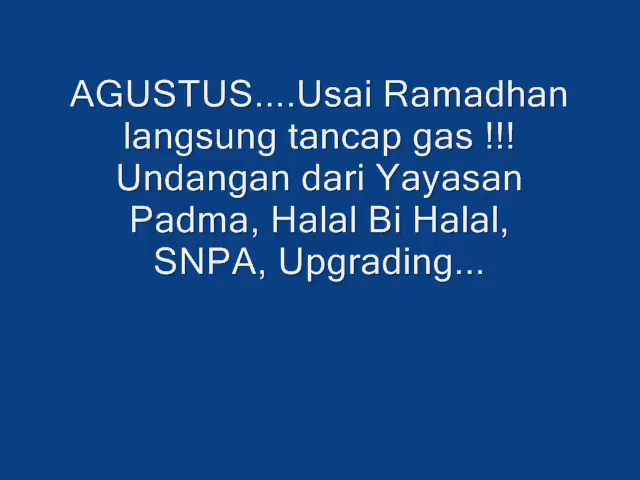 AGUSTUS....Usai Ramadhan
langsung tancap gas !!!
Undangan dari Yayasan
Padma, Halal Bi Halal,
SNPA, Upgrading...